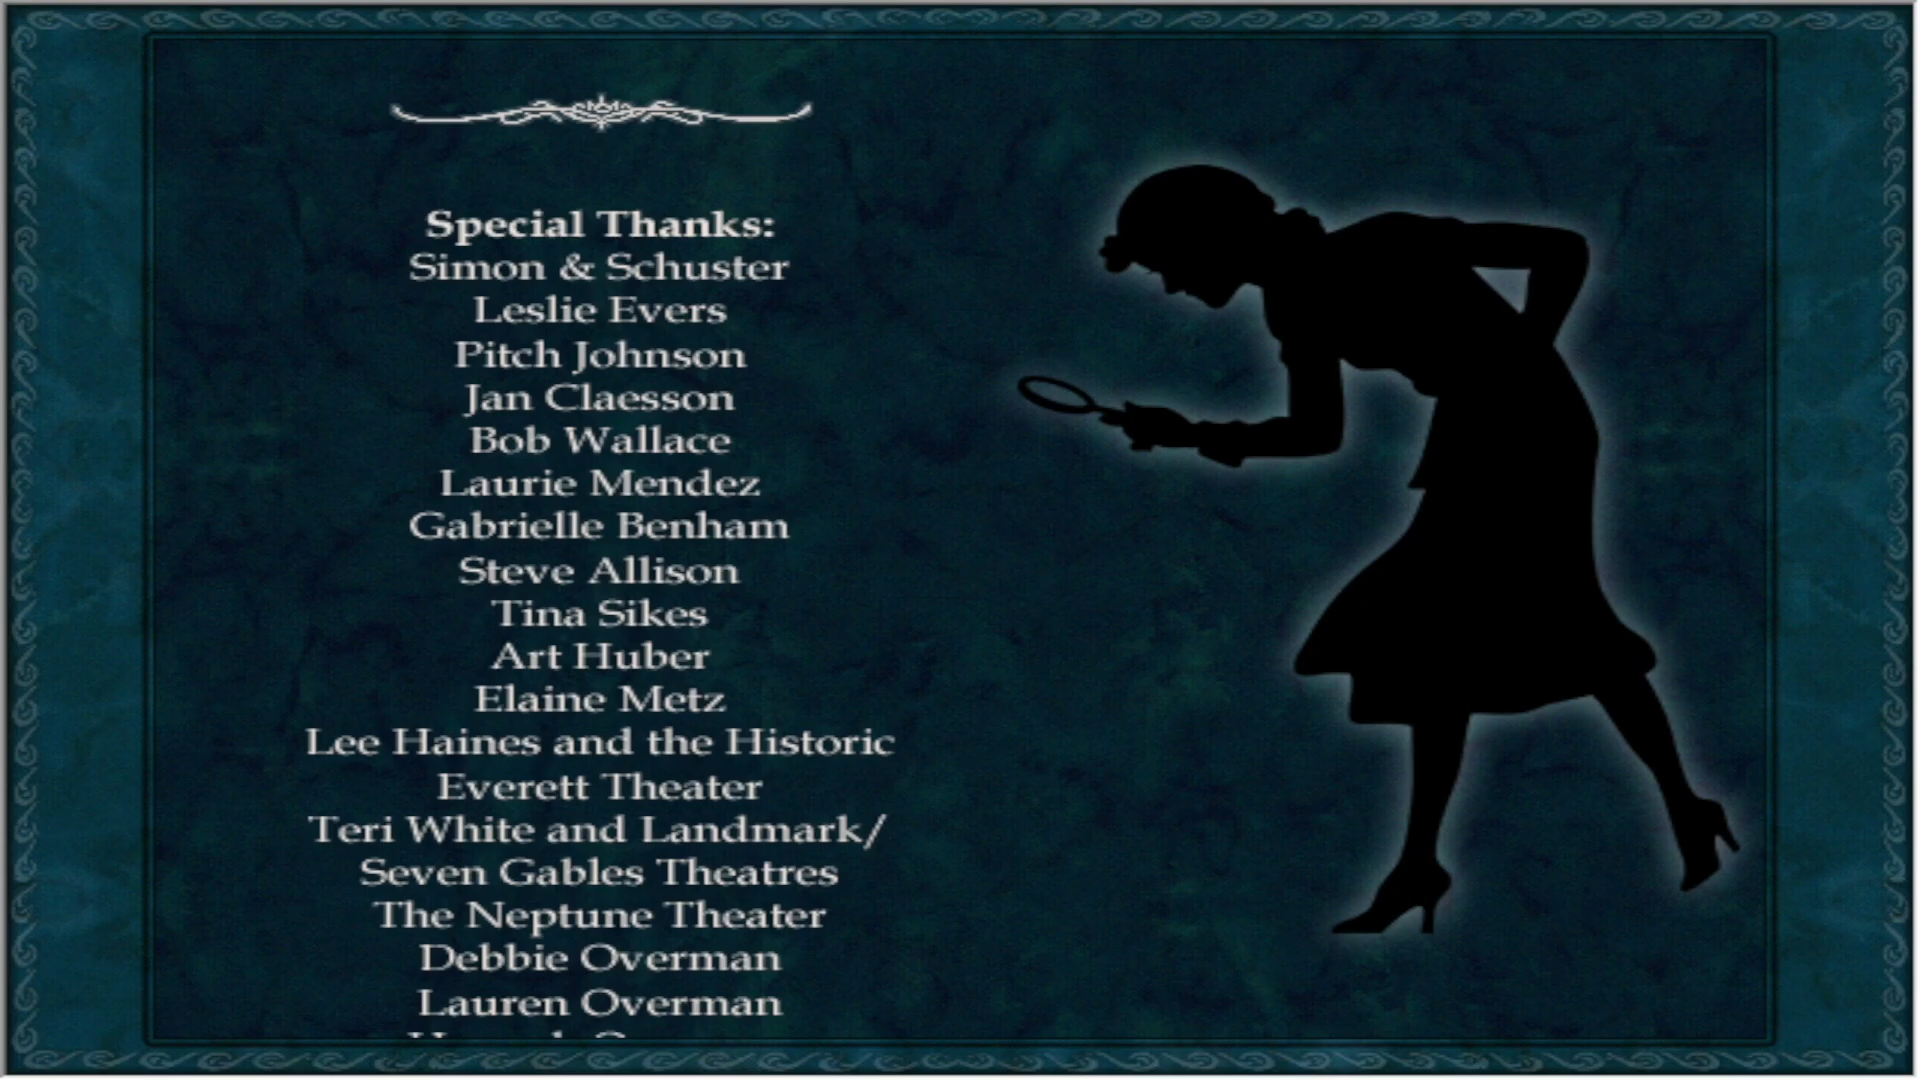 Special Thanks:
Simon & Schuster
Leslie Evers
Pitch Johnson
Jan Claesson
Bob Wallace
Laurie Mendez
Gabrielle Benham
Steve Allison
Tina Sikes
Art Huber
Elaine Metz
Lee Haines and the Historic
Everett Theater
Teri White and Landmark/
Seven Gables Theatres
The Neptune Theater
Debbie Overman
Lauren Overman